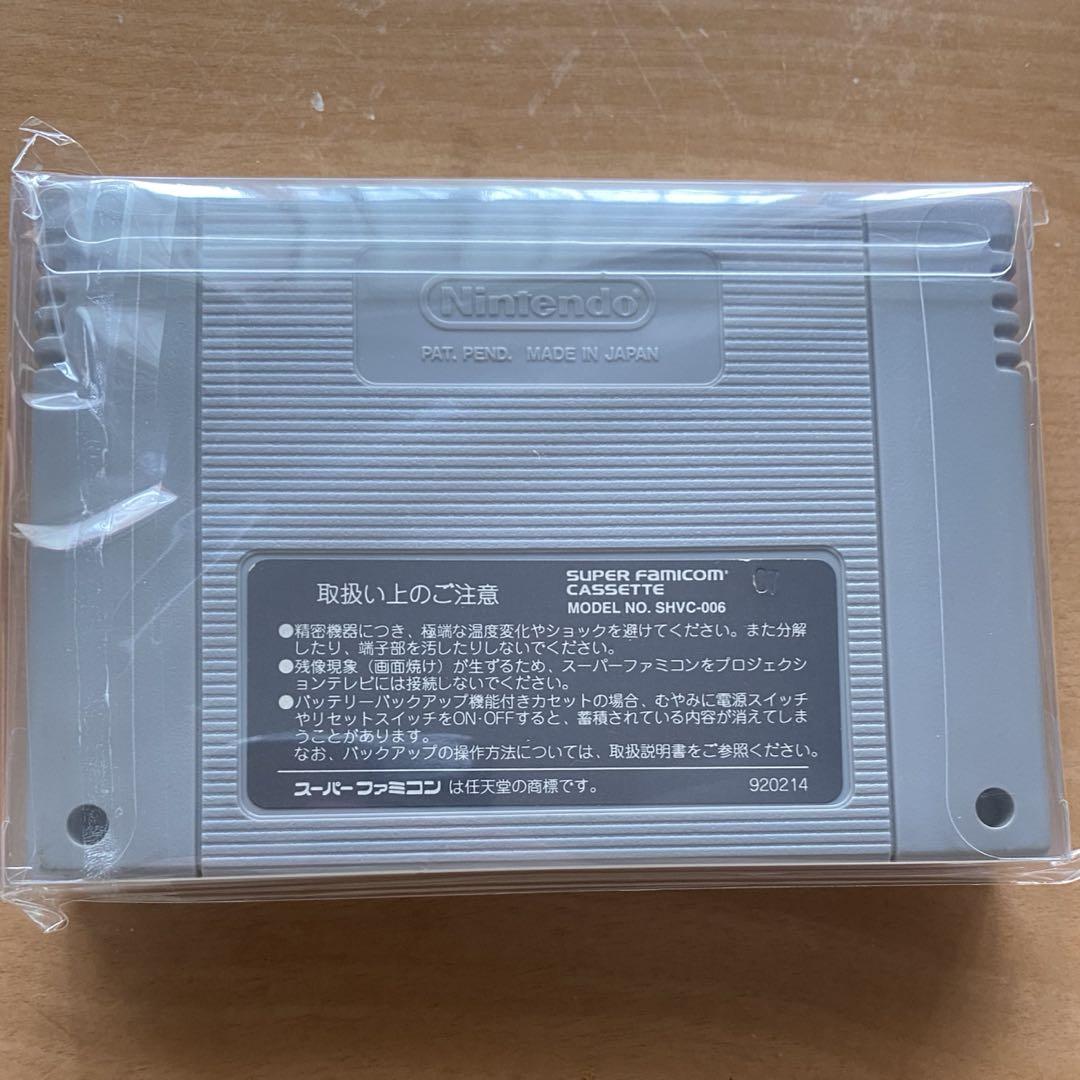 Nintendo
PAT. PEND. MADE IN JAPAN
取扱い上のご注意
SUPER FAMICOM
CASSETTE
MODEL NO. SHVC-006
C7
●精密機器につき、極端な温度変化やショックを避けてください。また分解
したり、端子部を汚したりしないでください。
●残像現象（画面焼け）が生ずるため、スーパーファミコンをプロジェクシ
ョンテレビには接続しないでください。
●バッテリーバックアップ機能付きカセットの場合、むやみに電源スイッチ
やリセットスイッチをON・OFFすると、蓄積されている内容が消えてしま
うことがあります。
なお、バックアップの操作方法については、取扱説明書をご参照ください。
スーパーファミコンは任天堂の商標です。
920214